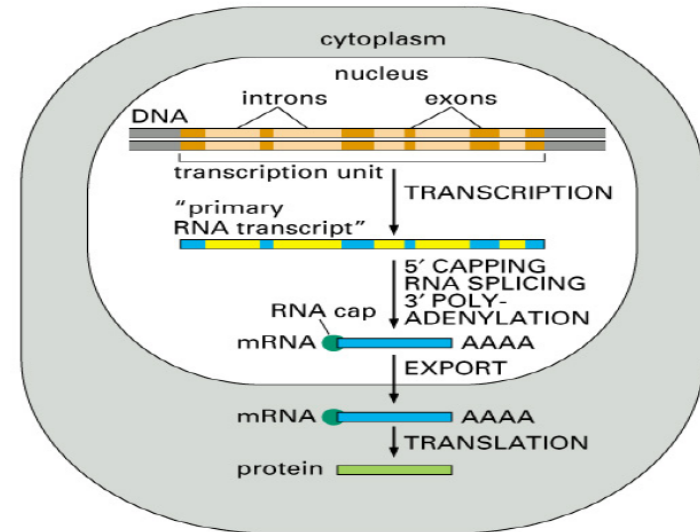 cytoplasm
nucleus
introns exons
DNA
transcription unit
TRANSCRIPTION
“primary
RNA transcript”
5′ CAPPING
RNA SPLICING
3′ POLY-
ADENYLATION
RNA cap
mRNA AAAA
EXPORT
mRNA AAAA
TRANSLATION
protein